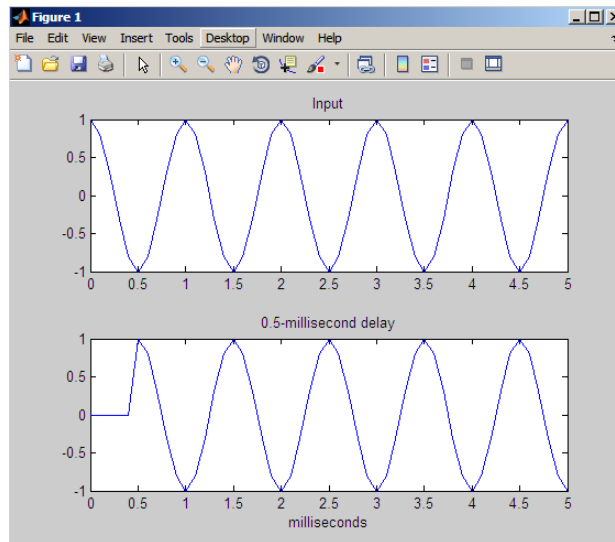 Figure 1
File Edit View Insert Tools Desktop Window Help
Input
1
0.5
0
-0.5
-1
0 0.5 1 1.5 2 2.5 3 3.5 4 4.5 5
0.5-millisecond delay
1
0.5
0
-0.5
-1
0 0.5 1 1.5 2 2.5 3 3.5 4 4.5 5
milliseconds